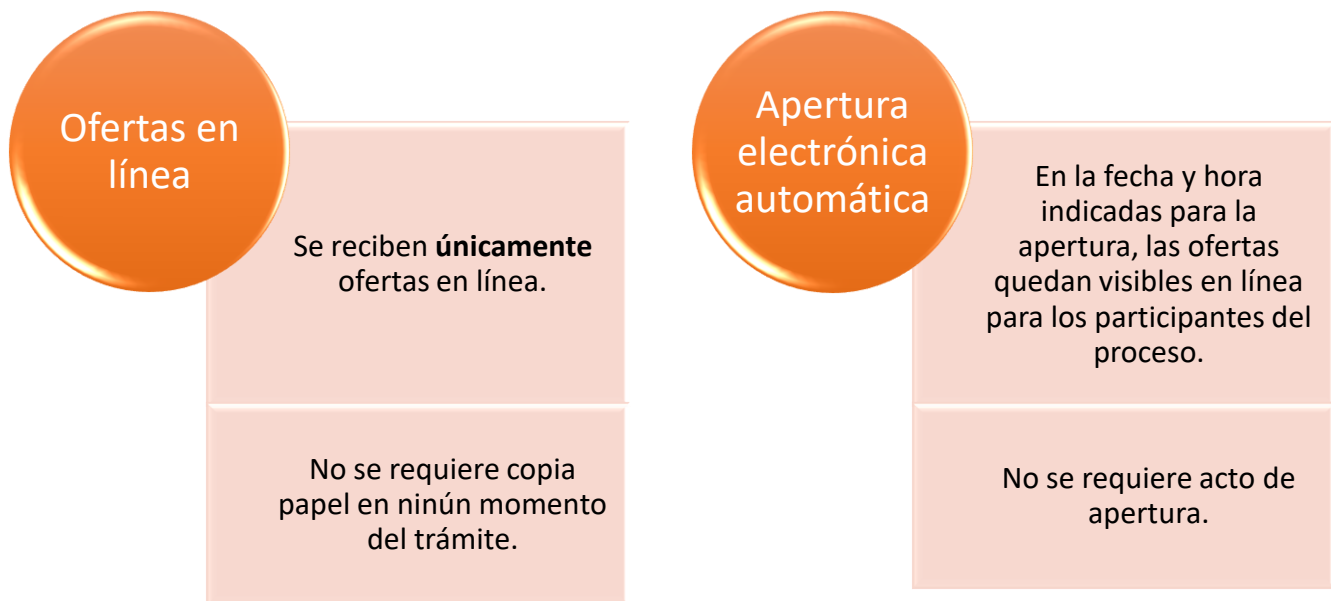 Ofertas en
línea
Se reciben únicamente
ofertas en línea.
No se requiere copia
papel en ninún momento
del trámite.
Apertura
electrónica
automática
En la fecha y hora
indicadas para la
apertura, las ofertas
quedan visibles en línea
para los participantes del
proceso.
No se requiere acto de
apertura.